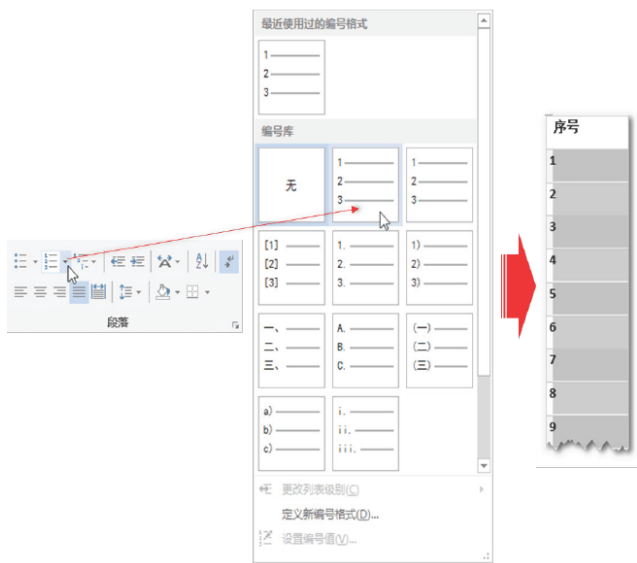 最近使用过的编号格式
1
2
3
编号库
无
1
2
3
1
2
3
[1]
[2]
[3]
1.
2.
3.
1)
2)
3)
一、
二、
三、
A.
B.
C.
(一)
(二)
(三)
a)
b)
c)
i.
ii.
iii.
更改列表级别(C)
定义新编号格式(D)...
设置编号值(V)...
段落
序号
1
2
3
4
5
6
7
8
9